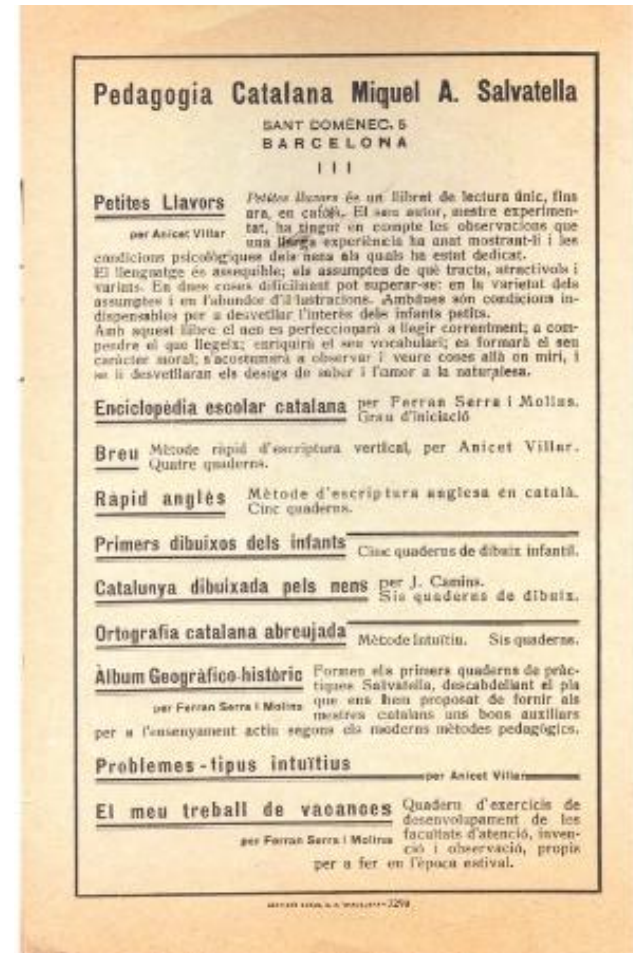 Pedagogia Catalana Miquel A. Salvatella
SANT DOMÈNEC, 5
BARCELONA
Petites Llavors
per Anicet Villar
Petites llavors és un llibret de lectura únic, fins
ara, en català. El seu autor, mestre experimen-
tat, ha tingut en compte les observacions que
una llarga experiència ha anat mostrant-li i les
condicions psicològiques dels nens als quals ha estat dedicat.
El llenguatge és assequible; els assumptes de què tracta, atractívols i
variats. En dues coses difícilment pot superar-se: en la varietat dels
assumptes i en l'abundor d'il·lustracions. Ambdues són condicions in-
dispensables per a desvetllar l'interès dels infants petits.
Amb aquest llibre el nen es perfeccionarà a llegir correntment; a com-
pendre el que llegeix; enriquirà el seu vocabulari; es formarà el seu
caràcter moral; s'acostumarà a observar i veure coses allà on miri, i
se li desvetllaran els desigs de saber i l'amor a la naturalesa.
Enciclopèdia escolar catalana per Ferran Serra i Molins.
Grau d'iniciació
Breu Mètode ràpid d'escriptura vertical, per Anicet Villar.
Quatre quaderns.
Ràpid anglès Mètode d'escriptura anglesa en català.
Cinc quaderns.
Primers dibuixos dels infants Cinc quaderns de dibuix infantil.
Catalunya dibuixada pels nens per J. Camins.
Sis quaderns de dibuix.
Ortografia catalana abreujada Mètode Intuïtiu. Sis quaderns.
Àlbum Geogràfico-històric
per Ferran Serra i Molins
Formen els primers quaderns de pràc-
tiques Salvatella, descabdellant el pla
que ens hem proposat de fornir als
mestres catalans uns bons auxiliars
per a l'ensenyament actiu segons els moderns mètodes pedagògics.
Problemes-tipus intuïtius
per Anicet Villar
El meu treball de vacances
per Ferran Serra i Molins
Quadern d'exercicis de
desenvolupament de les
facultats d'atenció, inven-
ció i observació, propis
per a fer en l'època estival.